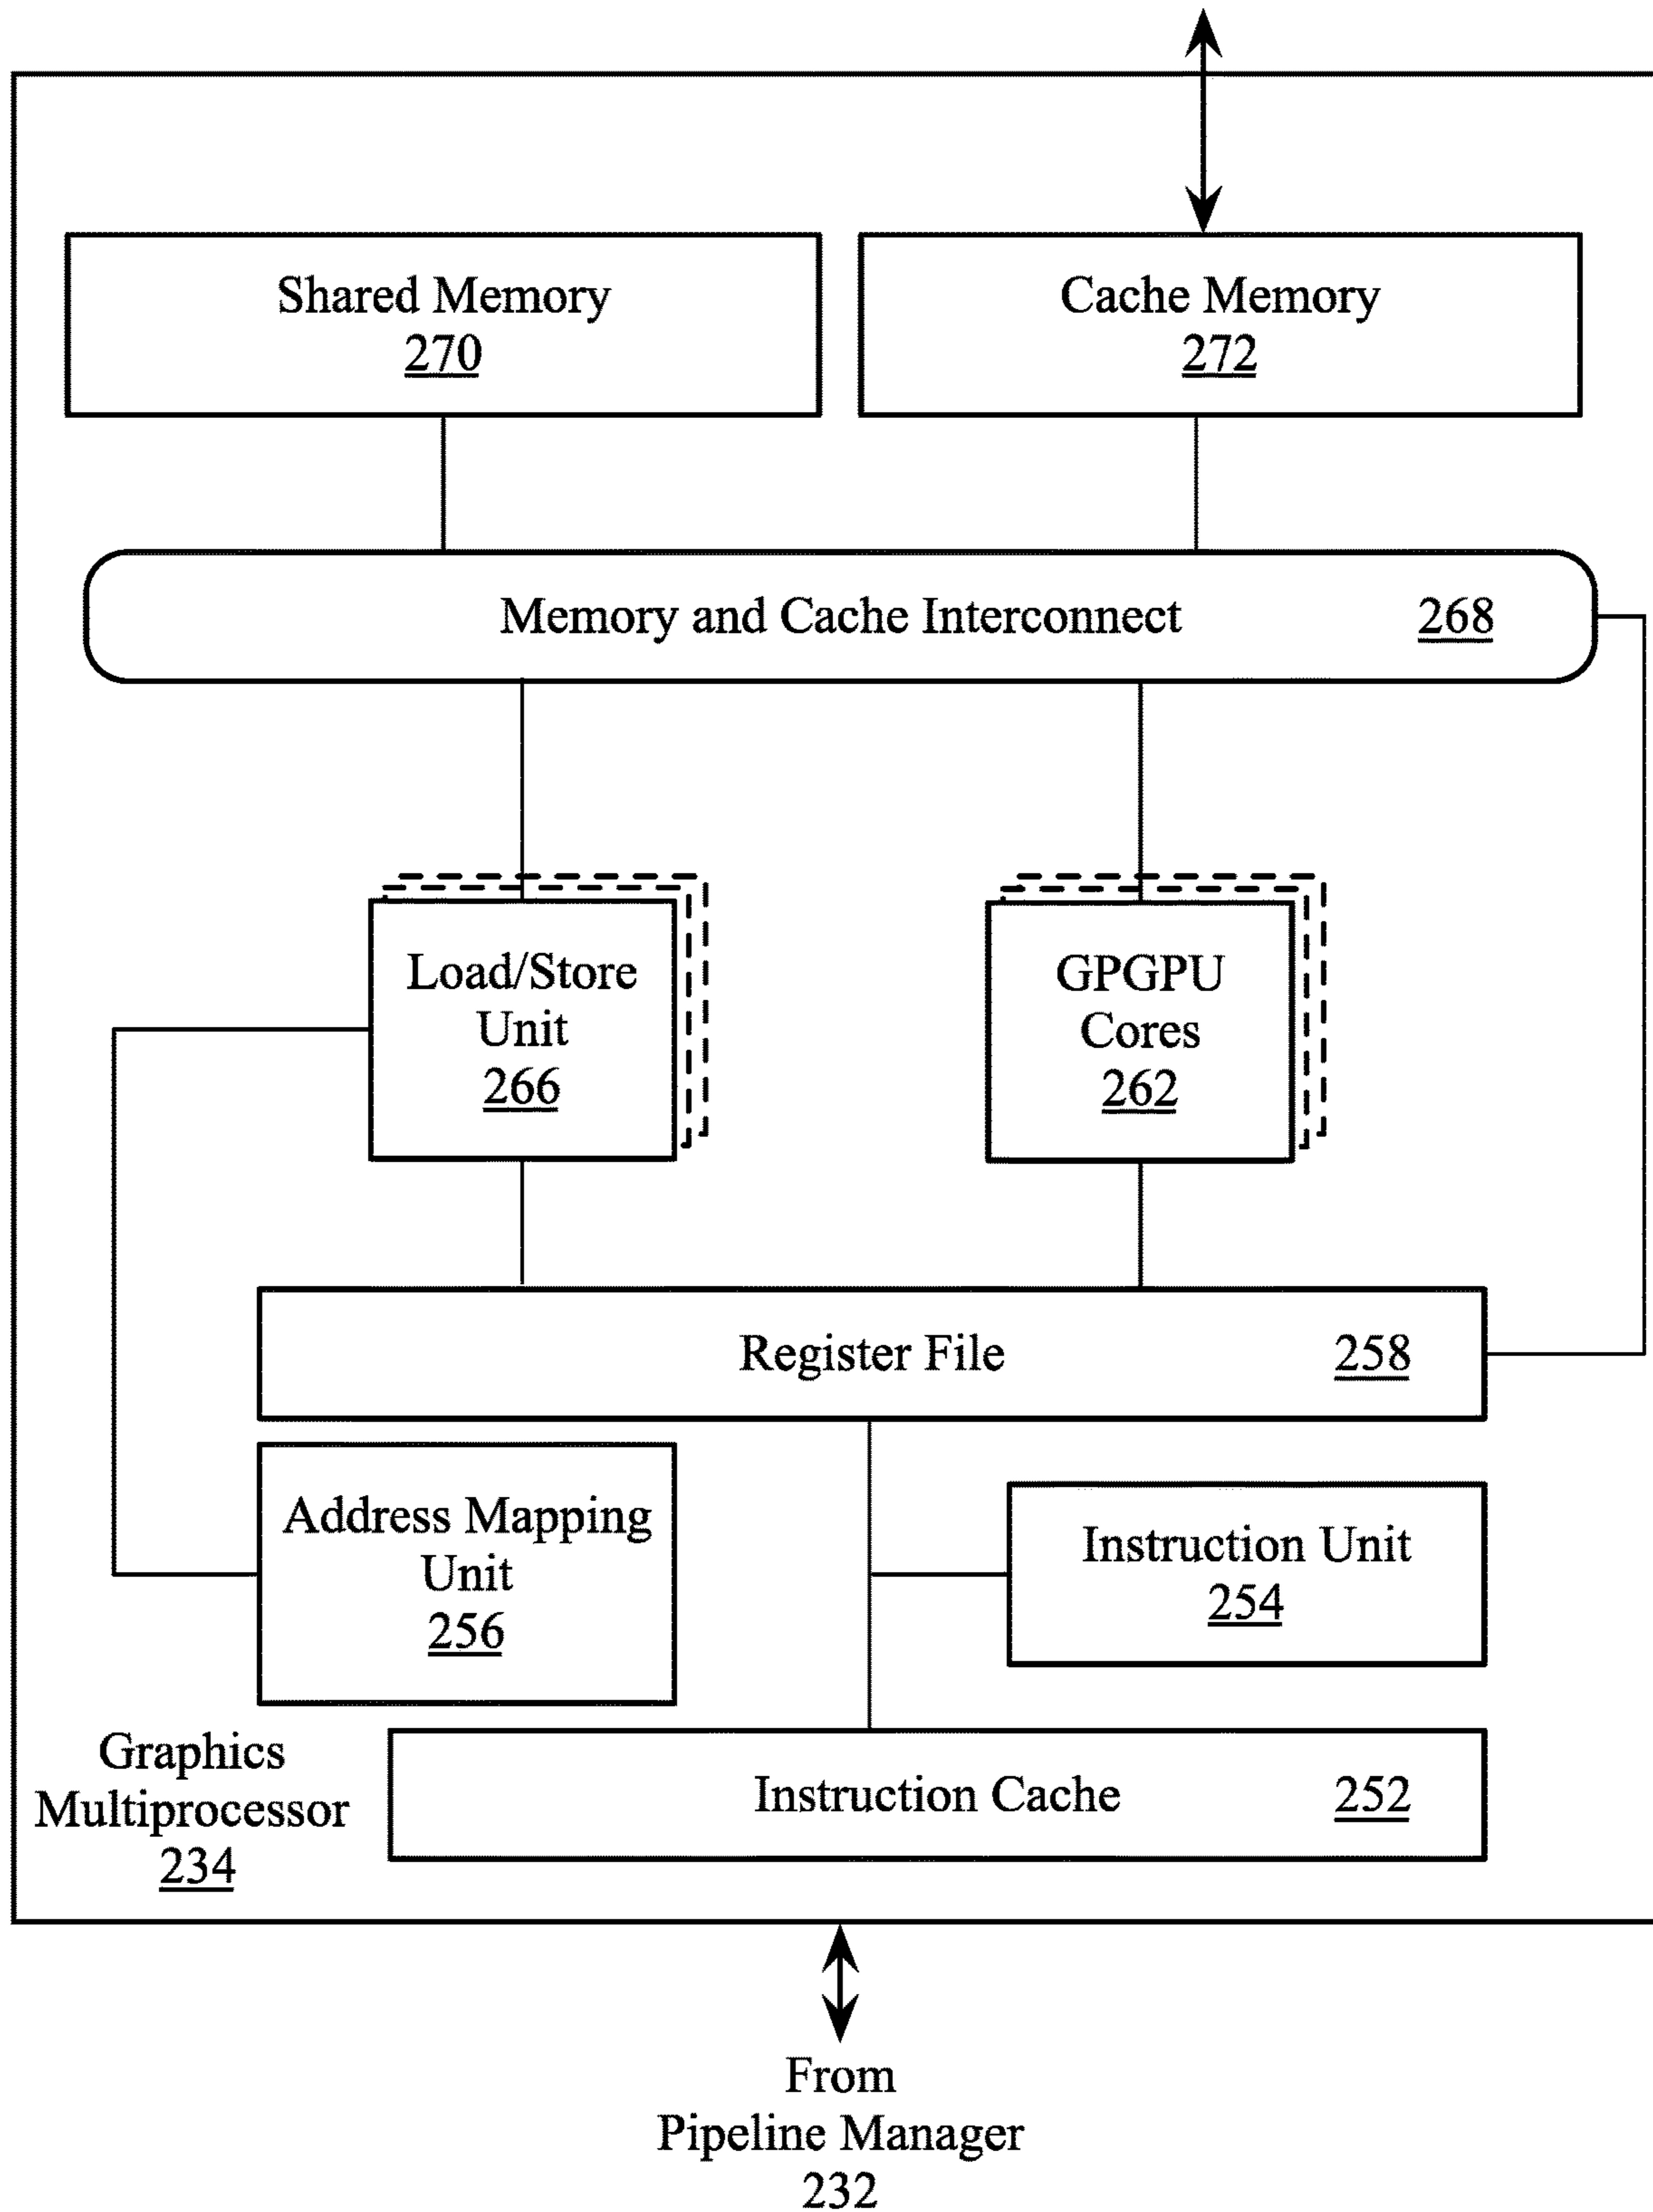 Shared Memory
270
Cache Memory
272
Memory and Cache Interconnect 268
Load/Store
Unit
266
GPGPU
Cores
262
Register File 258
Address Mapping
Unit
256
Instruction Unit
254
Graphics
Multiprocessor
234
Instruction Cache 252
From
Pipeline Manager
232